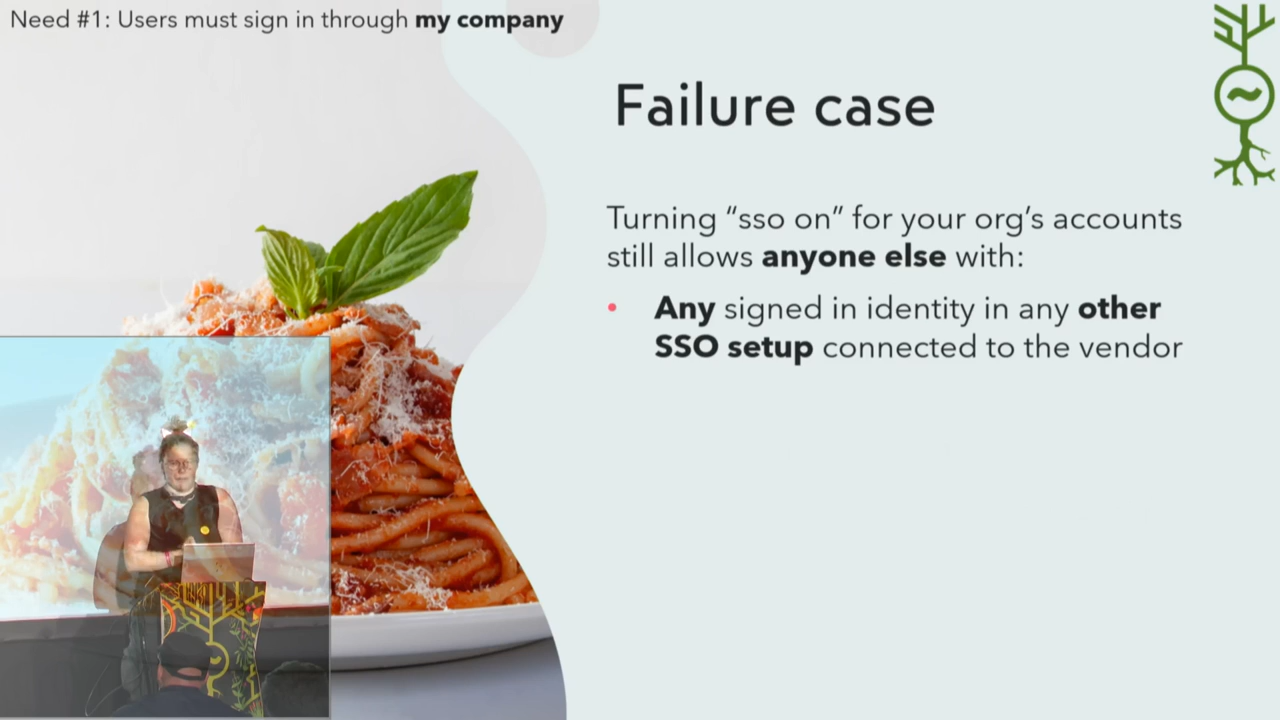 Need #1: Users must sign in through my company
Failure case
Turning “sso on” for your org’s accounts
still allows anyone else with:
• Any signed in identity in any other
SSO setup connected to the vendor